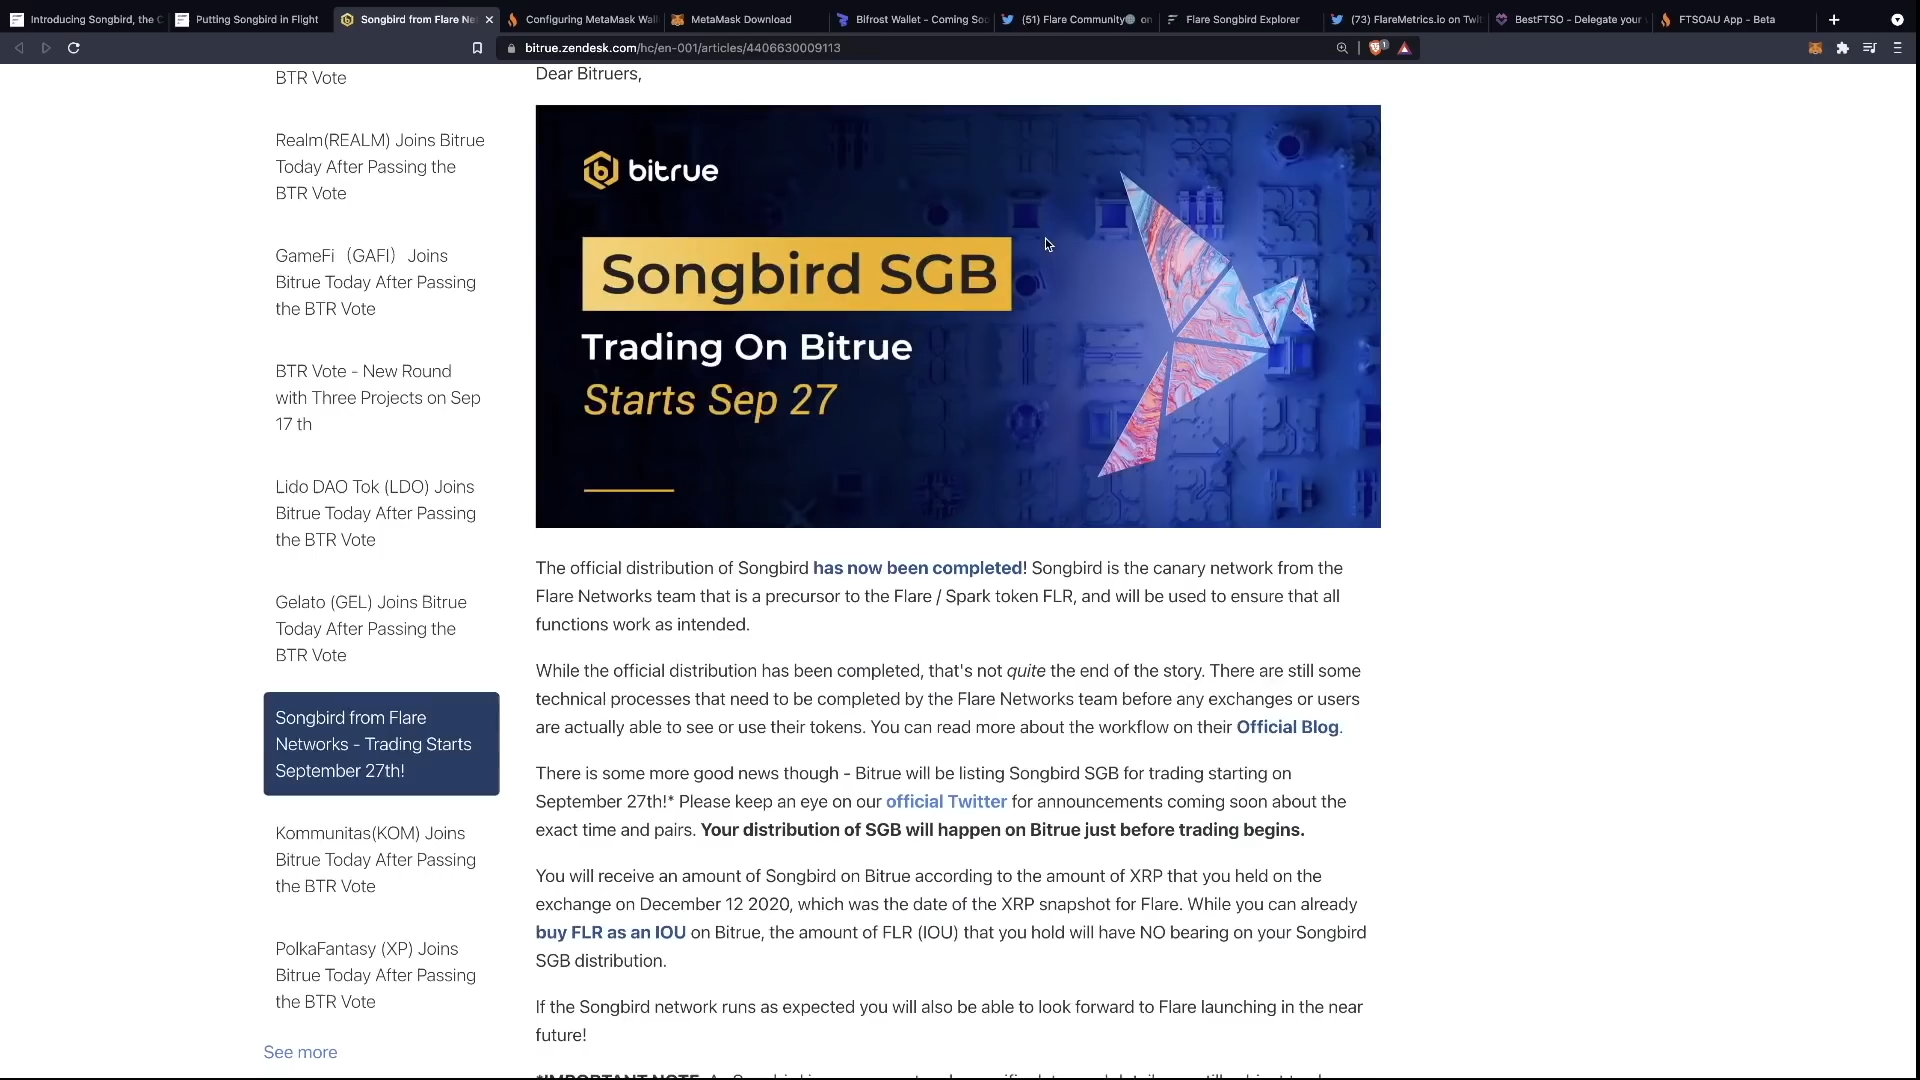 Introducing Songbird, the C
Putting Songbird in Flight
Songbird from Flare Ne
Configuring MetaMask Wall
MetaMask Download
Bifrost Wallet - Coming Soo
(51) Flare Community on
Flare Songbird Explorer
(73) FlareMetrics.io on Twit
BestFTSO - Delegate your
FTSOAU App - Beta
bitrue.zendesk.com/hc/en-001/articles/4406630009113
1
BTR Vote
Realm(REALM) Joins Bitrue
Today After Passing the
BTR Vote
GameFi（GAFI） Joins
Bitrue Today After Passing
the BTR Vote
BTR Vote - New Round
with Three Projects on Sep
17 th
Lido DAO Tok (LDO) Joins
Bitrue Today After Passing
the BTR Vote
Gelato (GEL) Joins Bitrue
Today After Passing the
BTR Vote
Songbird from Flare
Networks - Trading Starts
September 27th!
Kommunitas(KOM) Joins
Bitrue Today After Passing
the BTR Vote
PolkaFantasy (XP) Joins
Bitrue Today After Passing
the BTR Vote
See more
Dear Bitruers,
bitrue
Songbird SGB
Trading On Bitrue
Starts Sep 27
The official distribution of Songbird has now been completed! Songbird is the canary network from the
Flare Networks team that is a precursor to the Flare / Spark token FLR, and will be used to ensure that all
functions work as intended.
While the official distribution has been completed, that's not quite the end of the story. There are still some
technical processes that need to be completed by the Flare Networks team before any exchanges or users
are actually able to see or use their tokens. You can read more about the workflow on their Official Blog.
There is some more good news though - Bitrue will be listing Songbird SGB for trading starting on
September 27th!* Please keep an eye on our official Twitter for announcements coming soon about the
exact time and pairs. Your distribution of SGB will happen on Bitrue just before trading begins.
You will receive an amount of Songbird on Bitrue according to the amount of XRP that you held on the
exchange on December 12 2020, which was the date of the XRP snapshot for Flare. While you can already
buy FLR as an IOU on Bitrue, the amount of FLR (IOU) that you hold will have NO bearing on your Songbird
SGB distribution.
If the Songbird network runs as expected you will also be able to look forward to Flare launching in the near
future!
*IMPORTANT NOTE